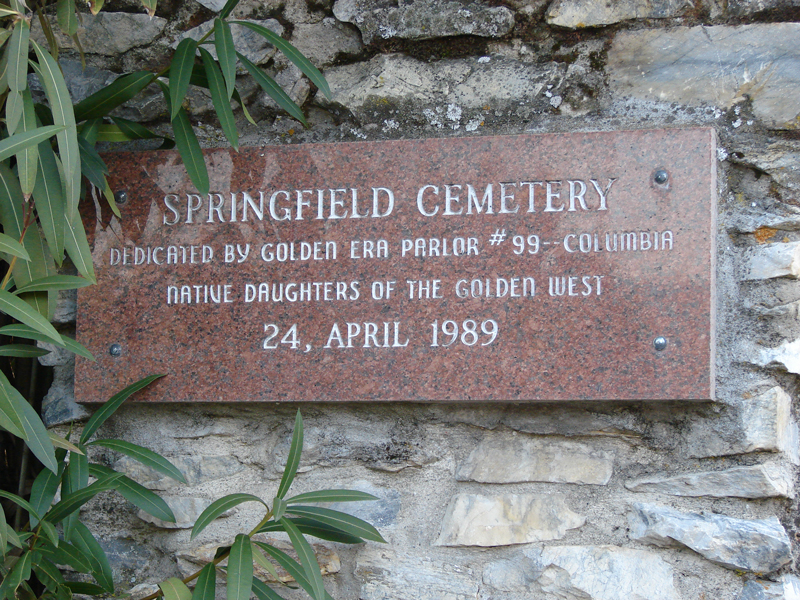 SPRINGFIELD CEMETERY
DEDICATED BY GOLDEN ERA PARLOR #99--COLUMBIA
NATIVE DAUGHTERS OF THE GOLDEN WEST
24, APRIL 1989